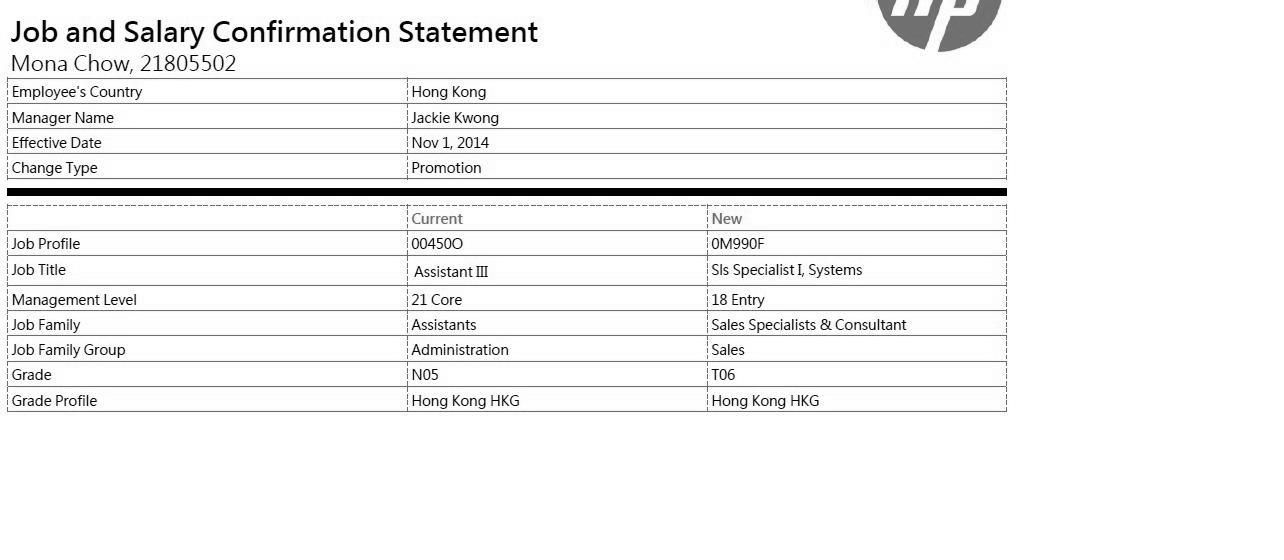 hp
Job and Salary Confirmation Statement
Mona Chow, 21805502
Employee's Country Hong Kong
Manager Name Jackie Kwong
Effective Date Nov 1, 2014
Change Type Promotion
Current New
Job Profile 00450O 0M990F
Job Title Assistant III Sls Specialist I, Systems
Management Level 21 Core 18 Entry
Job Family Assistants Sales Specialists & Consultant
Job Family Group Administration Sales
Grade N05 T06
Grade Profile Hong Kong HKG Hong Kong HKG